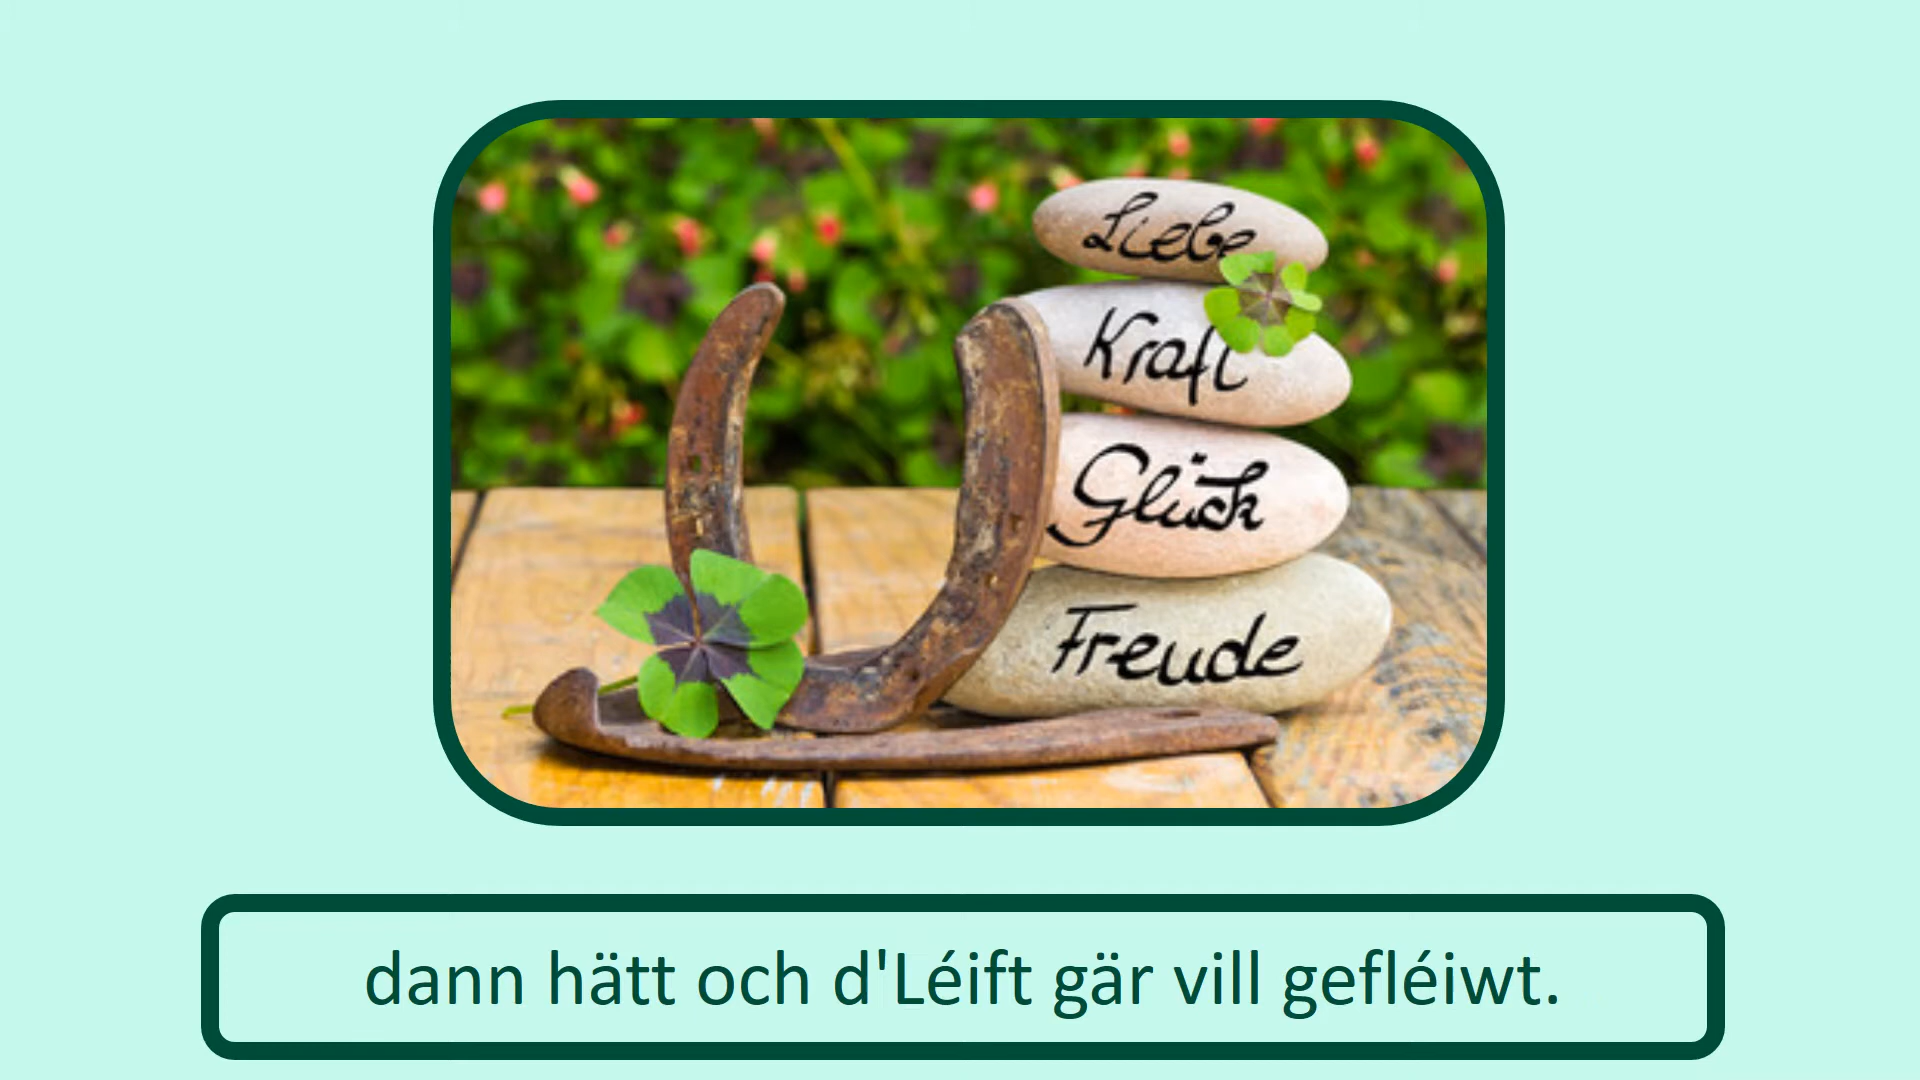 Liebe
Kraft
Glück
Freude
dann hätt och d'Léift gär vill gefléiwt.